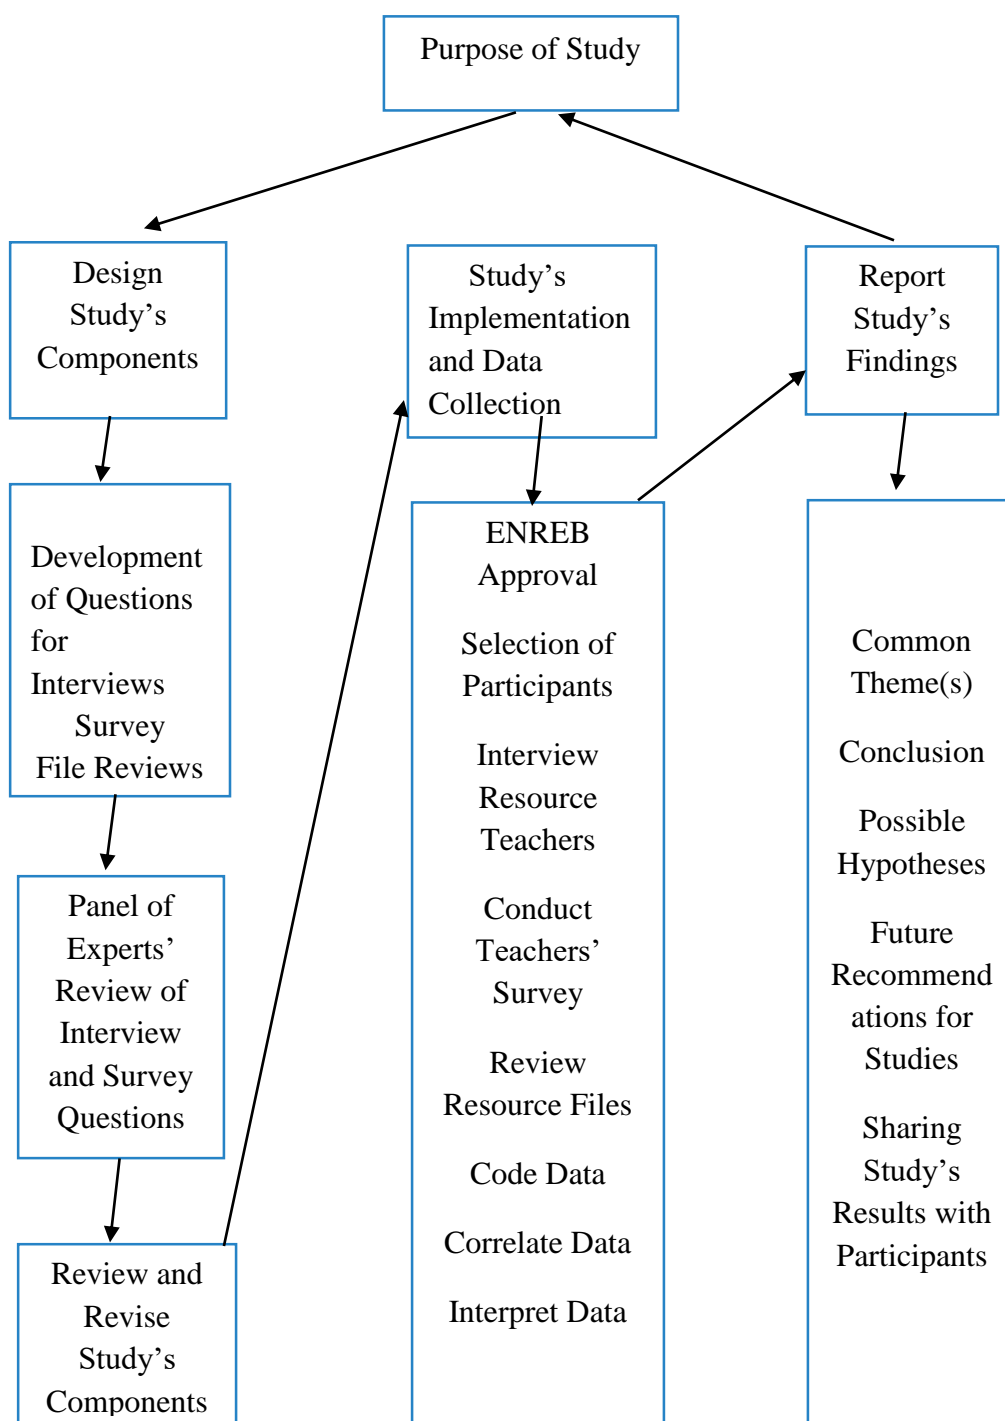 Purpose of Study
Design
Study’s
Components
Development
of Questions
for
Interviews
Survey
File Reviews
Panel of
Experts’
Review of
Interview
and Survey
Questions
Review and
Revise
Study’s
Components
Study’s
Implementation
and Data
Collection
ENREB
Approval
Selection of
Participants
Interview
Resource
Teachers
Conduct
Teachers’
Survey
Review
Resource Files
Code Data
Correlate Data
Interpret Data
Report
Study’s
Findings
Common
Theme(s)
Conclusion
Possible
Hypotheses
Future
Recommend
ations for
Studies
Sharing
Study’s
Results with
Participants